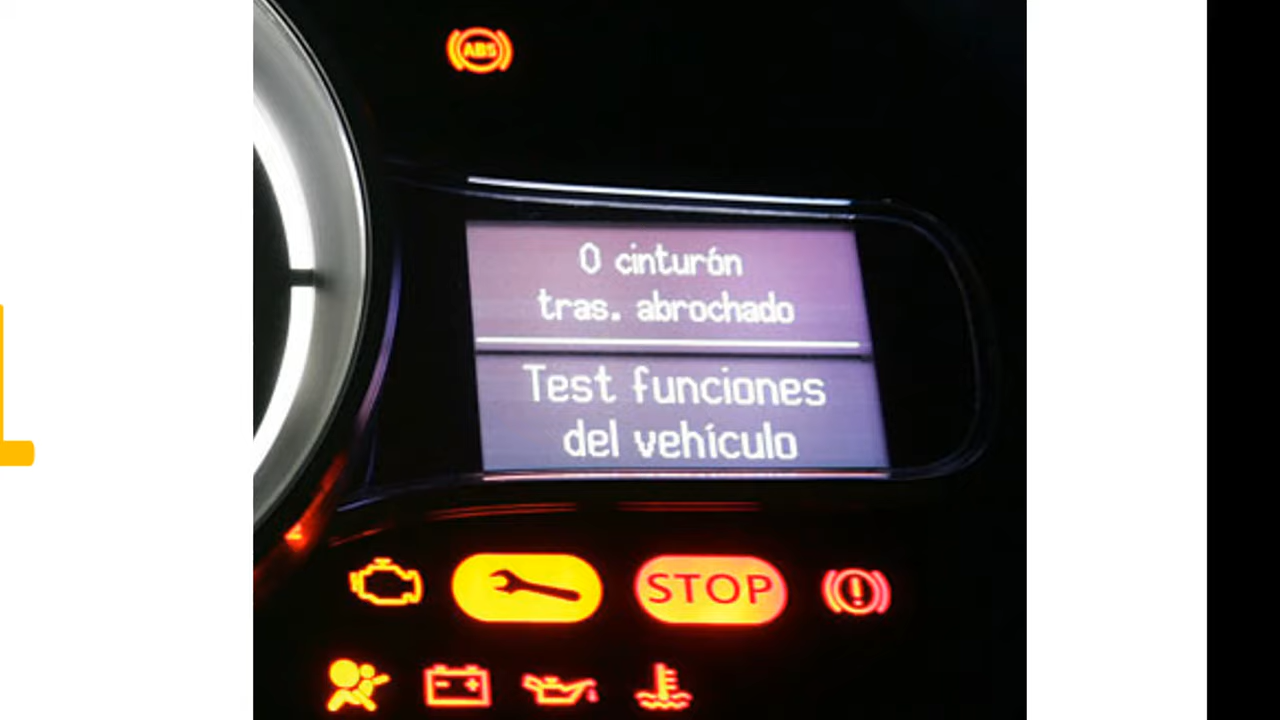 ABS
0 cinturón
tras. abrochado
Test funciones
del vehículo
STOP